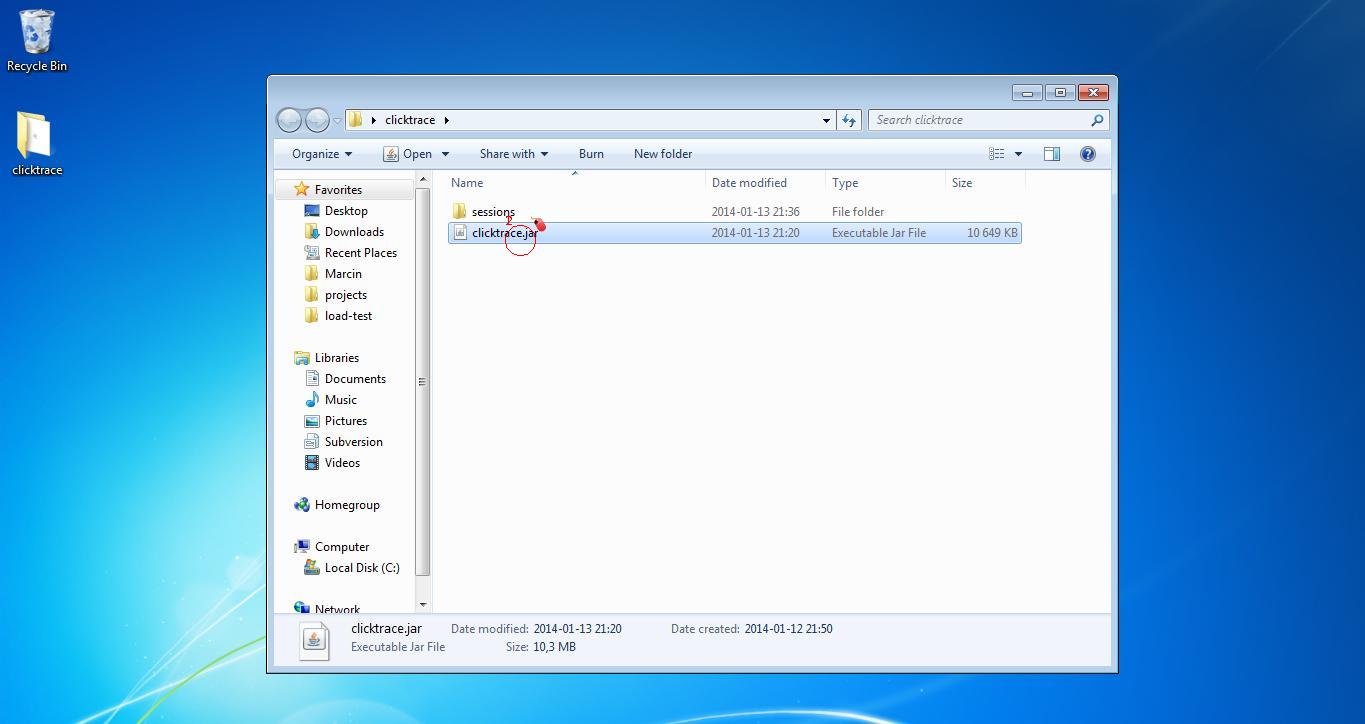 Recycle Bin
clicktrace
clicktrace
Search clicktrace
Organize
Open
Share with
Burn
New folder
Name
Date modified
Type
Size
Favorites
Desktop
Downloads
Recent Places
Marcin
projects
load-test
Libraries
Documents
Music
Pictures
Subversion
Videos
Homegroup
Computer
Local Disk (C:)
Network
sessions 2014-01-13 21:36 File folder
2
clicktrace.jar 2014-01-13 21:20 Executable Jar File 10 649 KB
clicktrace.jar Date modified: 2014-01-13 21:20 Date created: 2014-01-12 21:50
Executable Jar File Size: 10,3 MB